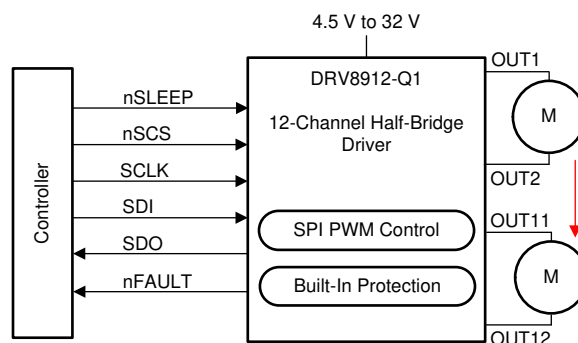 4.5 V to 32 V
Controller
nSLEEP
nSCS
SCLK
SDI
SDO
nFAULT
DRV8912-Q1
12-Channel Half-Bridge
Driver
SPI PWM Control
Built-In Protection
OUT1
M
OUT2
OUT11
M
OUT12